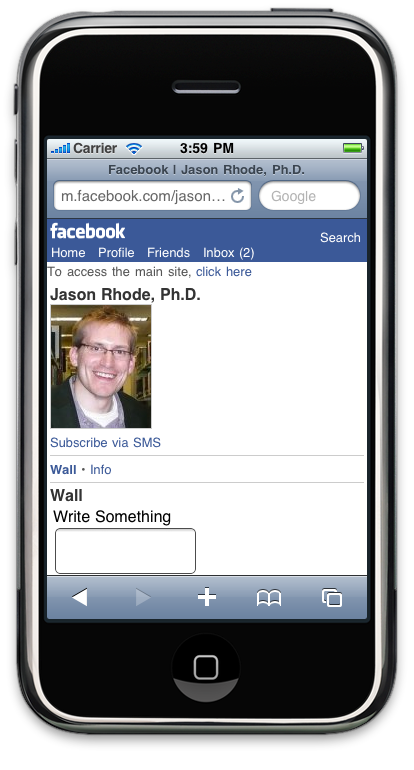 Carrier 3:59 PM
Facebook | Jason Rhode, Ph.D.
m.facebook.com/jason... Google
facebook
Search
Home Profile Friends Inbox (2)
To access the main site, click here
Jason Rhode, Ph.D.
Subscribe via SMS
Wall · Info
Wall
Write Something